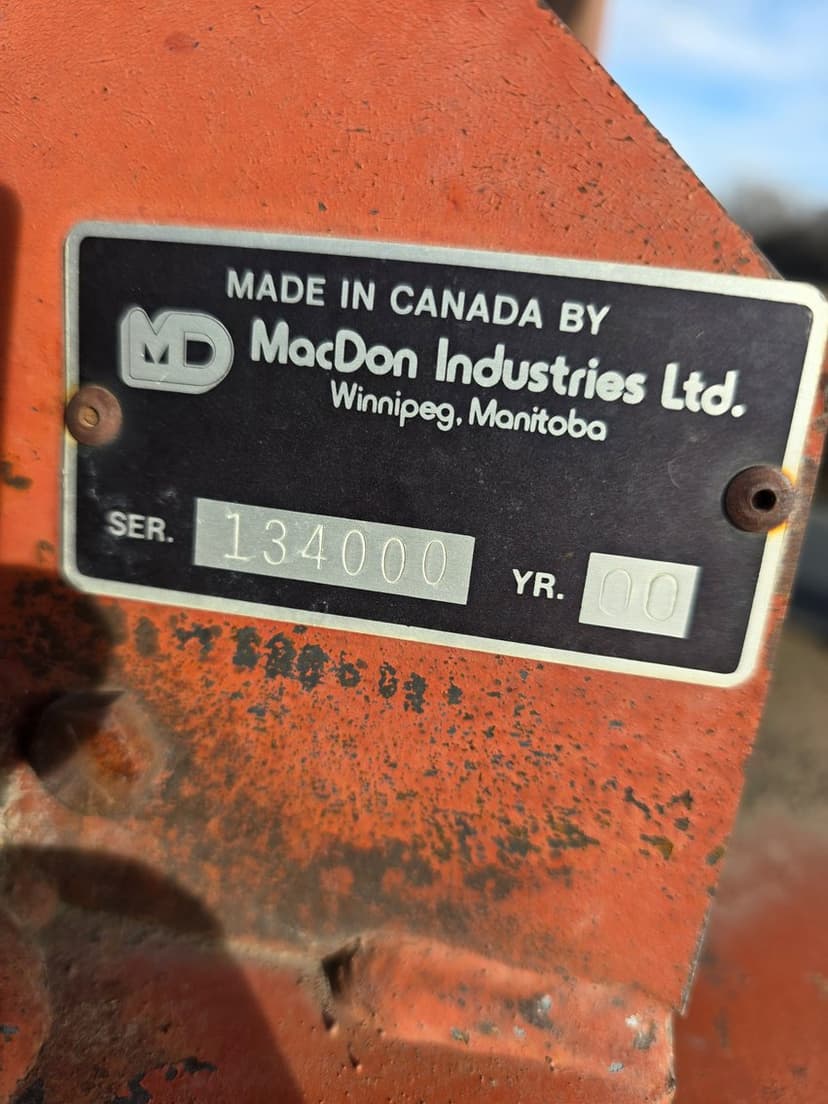 MADE IN CANADA BY
MD MacDon Industries Ltd.
Winnipeg, Manitoba
SER. 134000 YR. 00